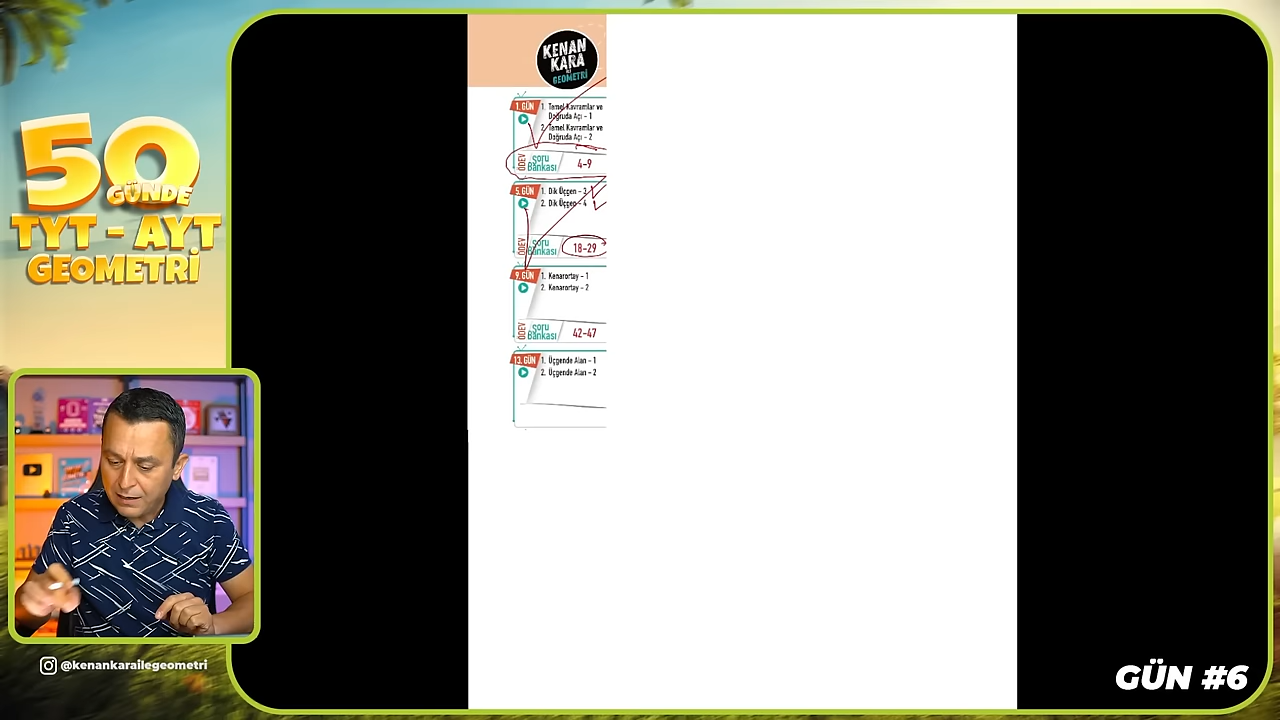 50
GÜNDE
TYT - AYT
GEOMETRİ
KENAN
KARA
İLE
GEOMETRİ
1. GÜN
1. Temel Kavramlar ve
Doğruda Açı - 1
2. Temel Kavramlar ve
Doğruda Açı - 2
ÖDEV
Soru
Bankası
4-9
5. GÜN
1. Dik Üçgen - 3
2. Dik Üçgen - 4
ÖDEV
Soru
Bankası
18-29
9. GÜN
1. Kenarortay - 1
2. Kenarortay - 2
ÖDEV
Soru
Bankası
42-47
13. GÜN
1. Üçgende Alan - 1
2. Üçgende Alan - 2
@kenankarailegeometri
GÜN #6